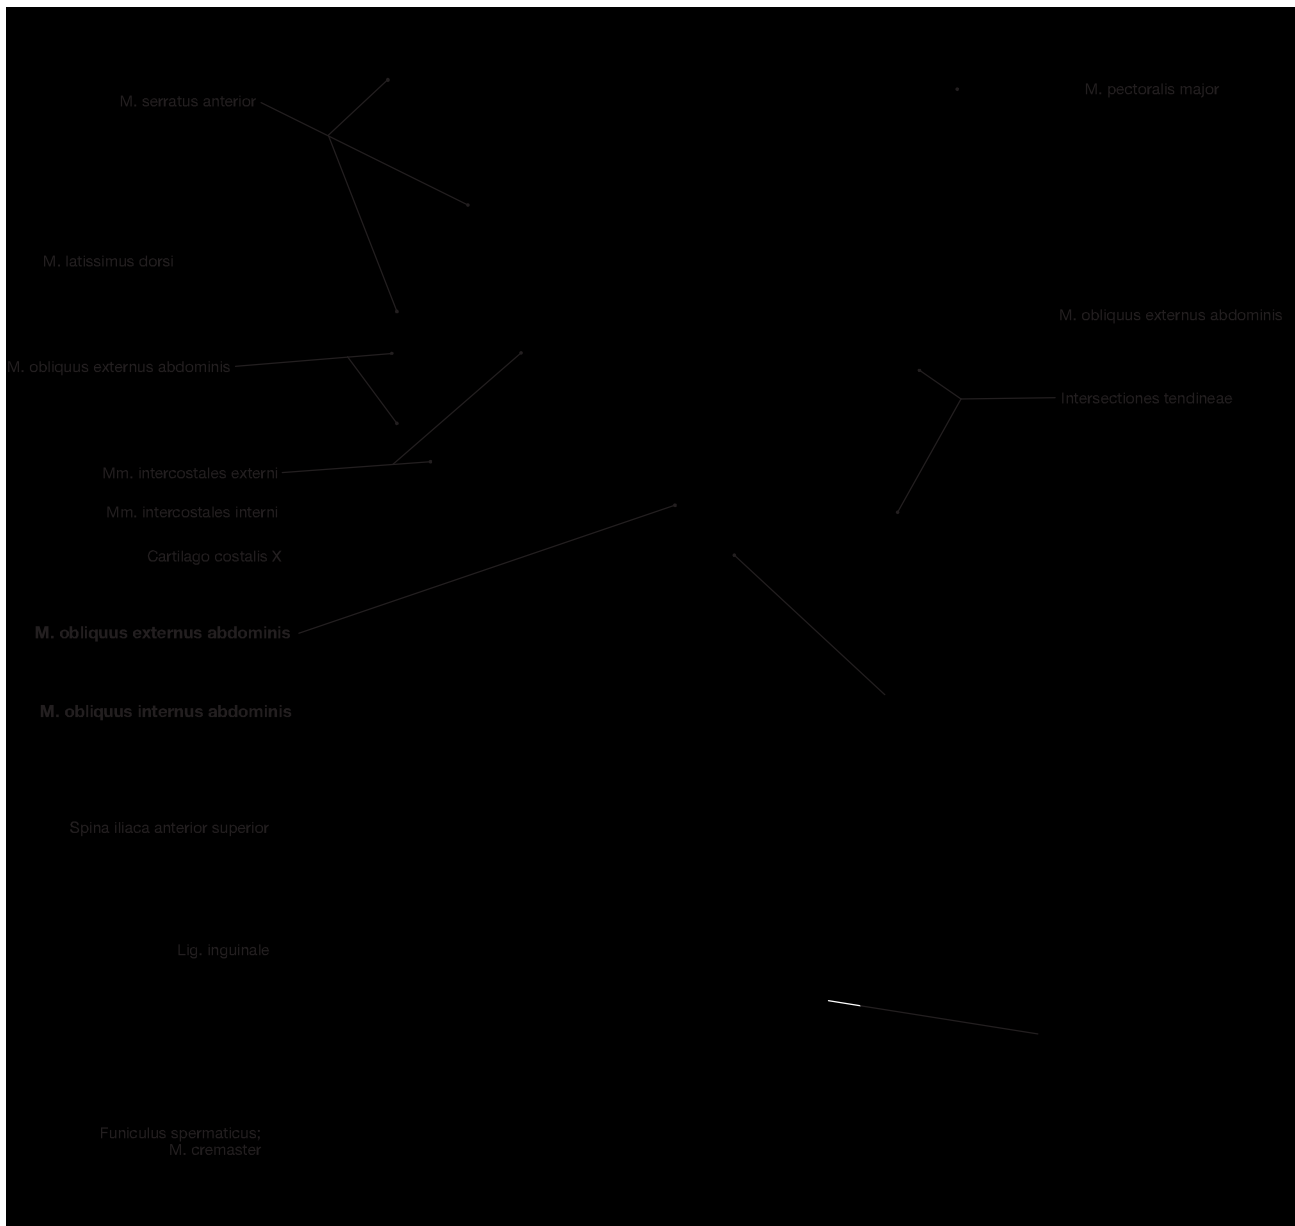 M. serratus anterior
M. pectoralis major
M. latissimus dorsi
M. obliquus externus abdominis
M. obliquus externus abdominis
Intersectiones tendineae
Mm. intercostales externi
Mm. intercostales interni
Cartilago costalis X
M. obliquus externus abdominis
M. obliquus internus abdominis
Spina iliaca anterior superior
Lig. inguinale
Funiculus spermaticus;
M. cremaster